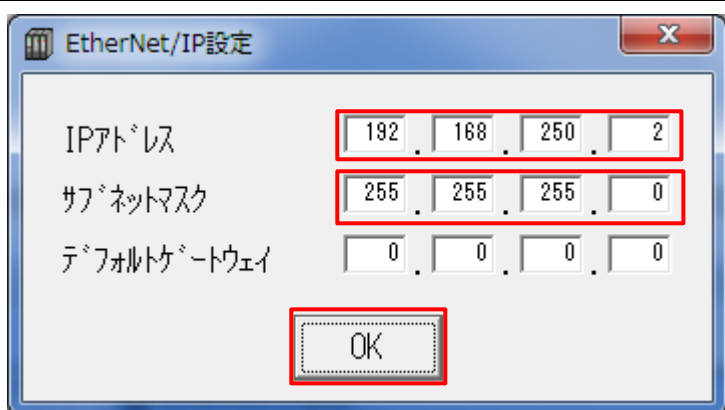 EtherNet/IP設定
IPｱﾄﾞﾚｽ 192 . 168 . 250 . 2
ｻﾌﾞﾈｯﾄﾏｽｸ 255 . 255 . 255 . 0
ﾃﾞﾌｫﾙﾄｹﾞｰﾄｳｪｲ 0 . 0 . 0 . 0
OK